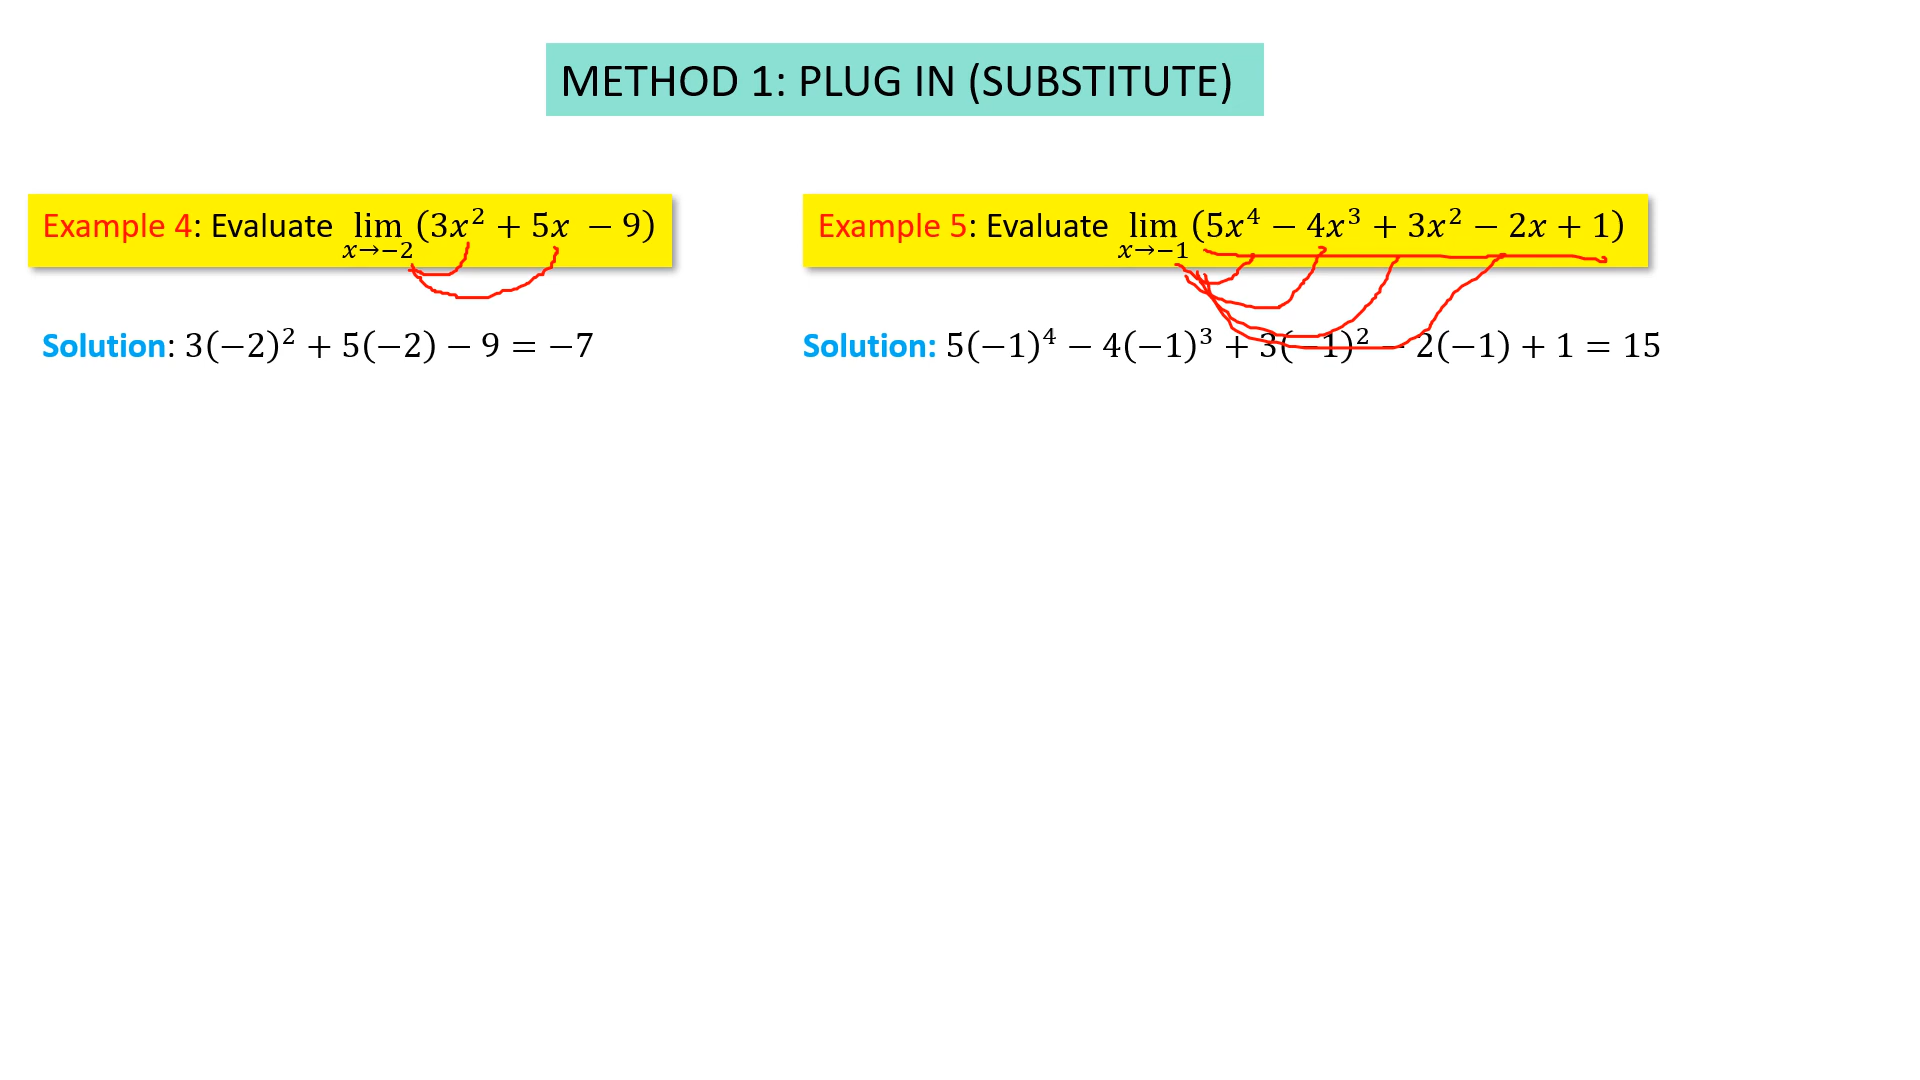 METHOD 1: PLUG IN (SUBSTITUTE)
Example 4: Evaluate lim (3x² + 5x − 9)
x→−2
Solution: 3(−2)² + 5(−2) − 9 = −7
Example 5: Evaluate lim (5x⁴ − 4x³ + 3x² − 2x + 1)
x→−1
Solution: 5(−1)⁴ − 4(−1)³ + 3(−1)² − 2(−1) + 1 = 15